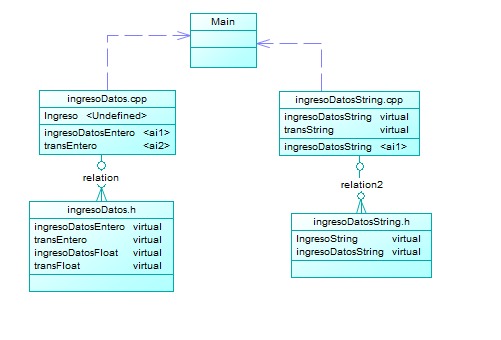 Main
ingresoDatos.cpp
Ingreso <Undefined>
ingresoDatosEntero <ai1>
transEntero <ai2>
relation
ingresoDatos.h
ingresoDatosEntero virtual
transEntero virtual
ingresoDatosFloat virtual
transFloat virtual
ingresoDatosString.cpp
ingresoDatosString virtual
transString virtual
ingresoDatosString <ai1>
relation2
ingresoDatosString.h
IngresoString virtual
ingresoDatosString virtual